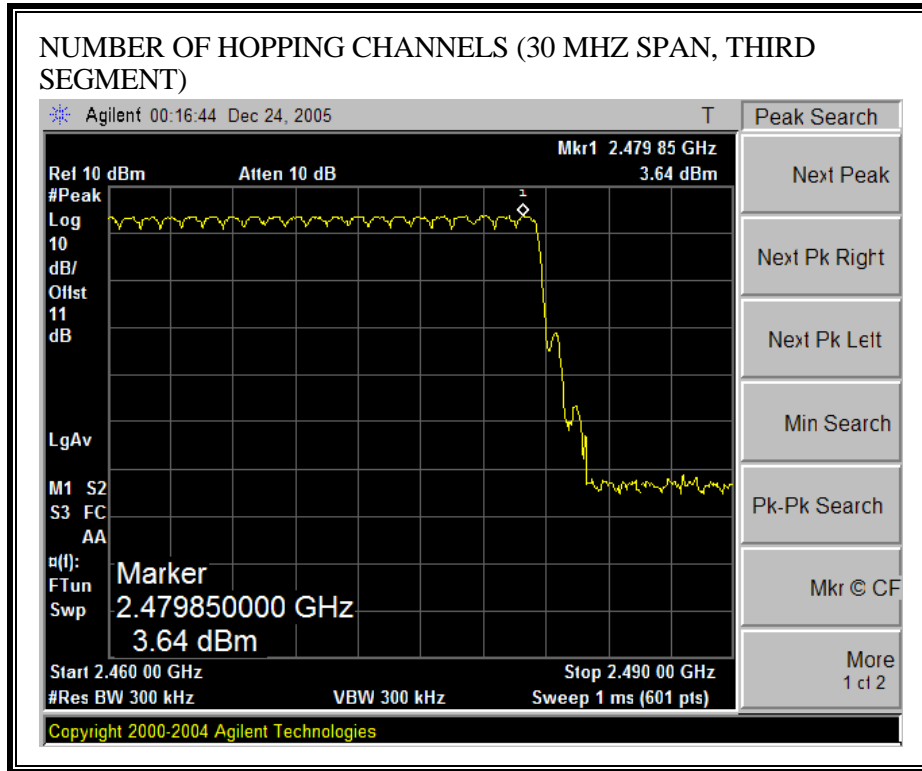 NUMBER OF HOPPING CHANNELS (30 MHZ SPAN, THIRD
SEGMENT)
Agilent 00:16:44 Dec 24, 2005 T
Peak Search
Mkr1 2.479 85 GHz
Ref 10 dBm Atten 10 dB 3.64 dBm
#Peak
Log
10
dB/
Offst
11
dB
1
LgAv
M1 S2
S3 FC
AA
¤(f):
FTun
Swp
Marker
2.479850000 GHz
3.64 dBm
Start 2.460 00 GHz Stop 2.490 00 GHz
#Res BW 300 kHz VBW 300 kHz Sweep 1 ms (601 pts)
Copyright 2000-2004 Agilent Technologies
Next Peak
Next Pk Right
Next Pk Left
Min Search
Pk-Pk Search
Mkr © CF
More
1 of 2